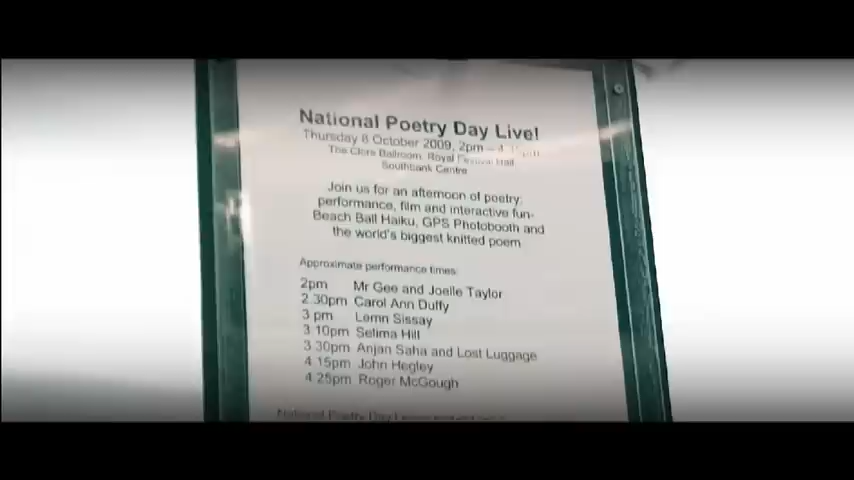 National Poetry Day Live!
Thursday 8 October 2009, 2pm –
The Clore Ballroom, Royal Festival Hall
Southbank Centre
Join us for an afternoon of poetry,
performance, film and interactive fun-
Beach Ball Haiku, GPS Photobooth and
the world's biggest knitted poem
Approximate performance times:
2pm Mr Gee and Joelle Taylor
2.30pm Carol Ann Duffy
3 pm Lemn Sissay
3 10pm Selima Hill
3 30pm Anjan Saha and Lost Luggage
4 15pm John Hegley
4 25pm Roger McGough
National Poetry Day